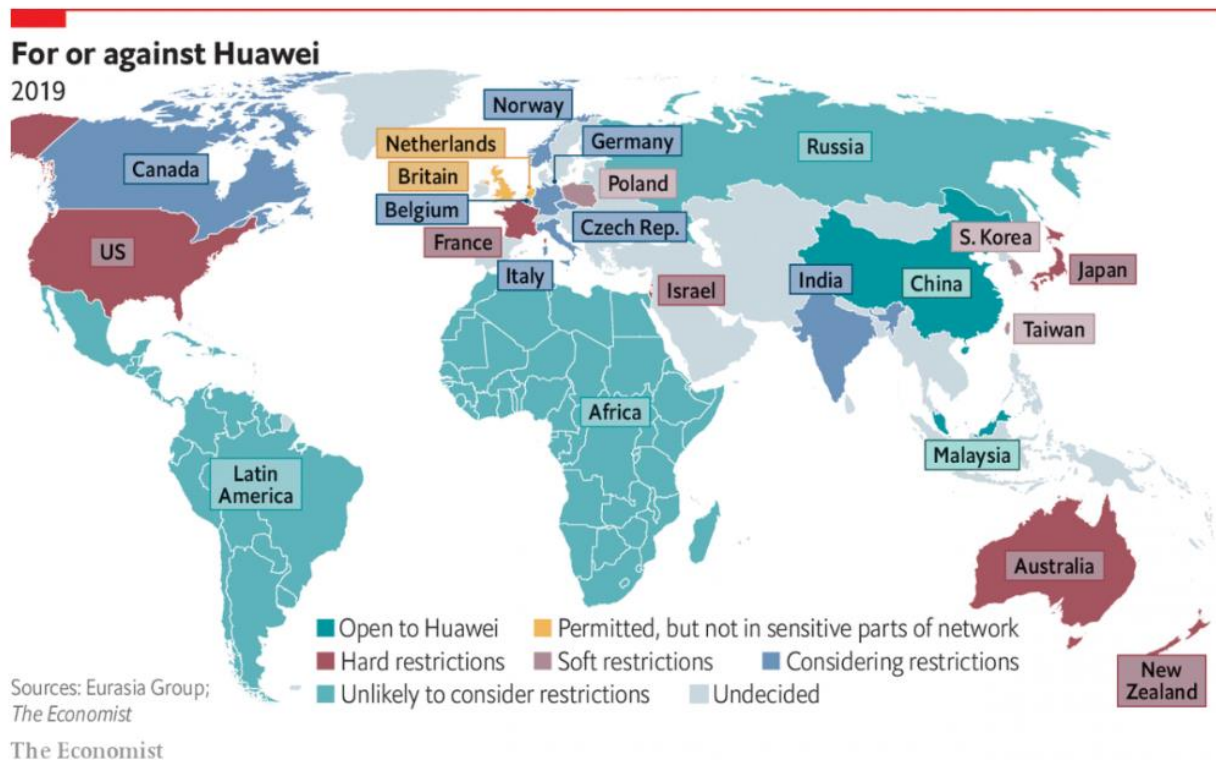 For or against Huawei
2019
Norway
Netherlands
Germany
Canada
Russia
Britain
Poland
Belgium
Czech Rep.
S. Korea
US
France
Japan
Italy
Israel
India
China
Taiwan
Africa
Malaysia
Latin
America
Australia
Open to Huawei
Permitted, but not in sensitive parts of network
Hard restrictions
Soft restrictions
Considering restrictions
Unlikely to consider restrictions
Undecided
New
Zealand
Sources: Eurasia Group;
The Economist
The Economist